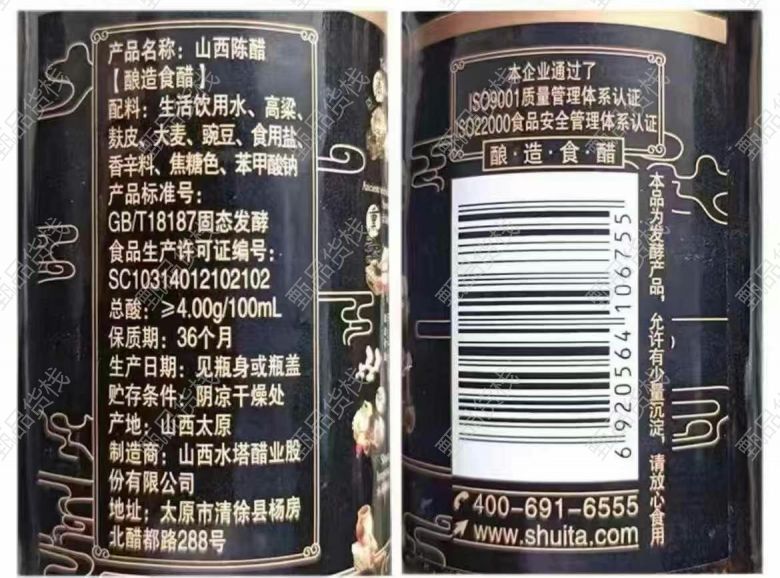 产品名称：山西陈醋
【酿造食醋】
配料：生活饮用水、高粱、
麸皮、大麦、豌豆、食用盐、
香辛料、焦糖色、苯甲酸钠
产品标准号：
GB/T18187固态发酵
食品生产许可证编号：
SC10314012102102
总酸：≥4.00g/100mL
保质期：36个月
生产日期：见瓶身或瓶盖
贮存条件：阴凉干燥处
产地：山西太原
制造商：山西水塔醋业股
份有限公司
地址：太原市清徐县杨房
北醋都路288号
本企业通过了
ISO9001质量管理体系认证
ISO22000食品安全管理体系认证
酿·造·食·醋
6920564106755
本品为发酵产品，允许有少量沉淀，请放心食用
400-691-6555
www.shuita.com
甄品货栈